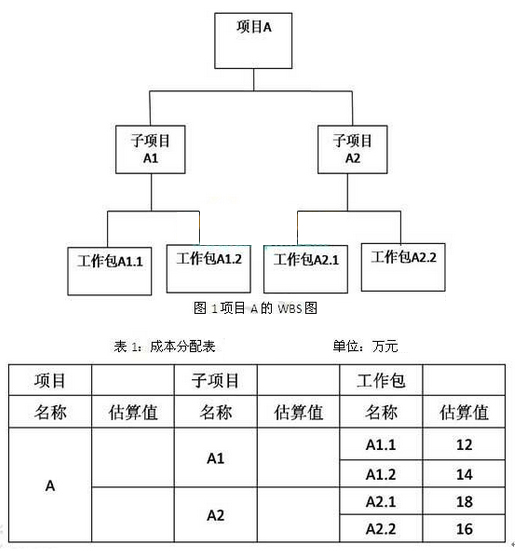 项目A
子项目
A1
子项目
A2
工作包A1.1
工作包A1.2
工作包A2.1
工作包A2.2
图 1 项目 A 的 WBS 图
表 1：成本分配表 单位：万元
项目 子项目 工作包
名称 估算值 名称 估算值 名称 估算值
A A1 A1.1 12
A1.2 14
A2 A2.1 18
A2.2 16